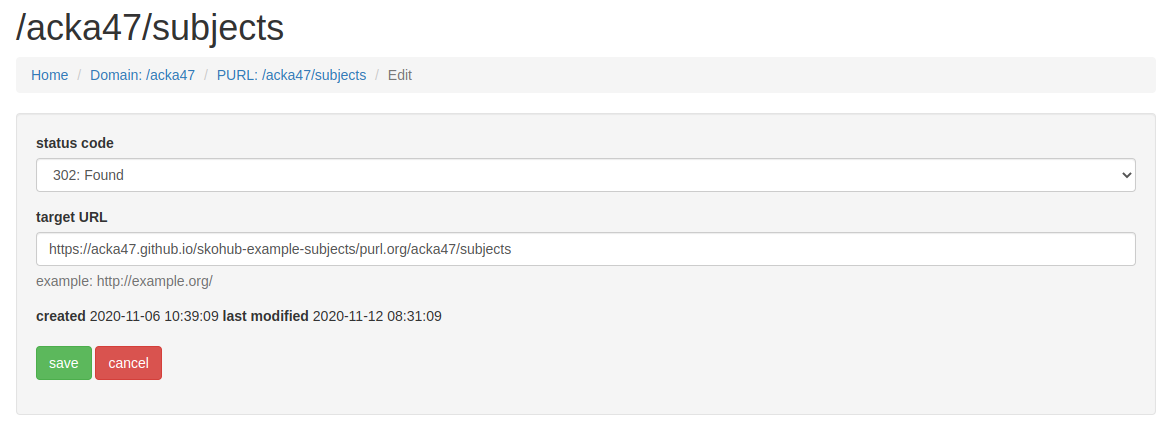 /acka47/subjects
Home / Domain: /acka47 / PURL: /acka47/subjects / Edit
status code
302: Found
target URL
https://acka47.github.io/skohub-example-subjects/purl.org/acka47/subjects
example: http://example.org/
created 2020-11-06 10:39:09 last modified 2020-11-12 08:31:09
save cancel